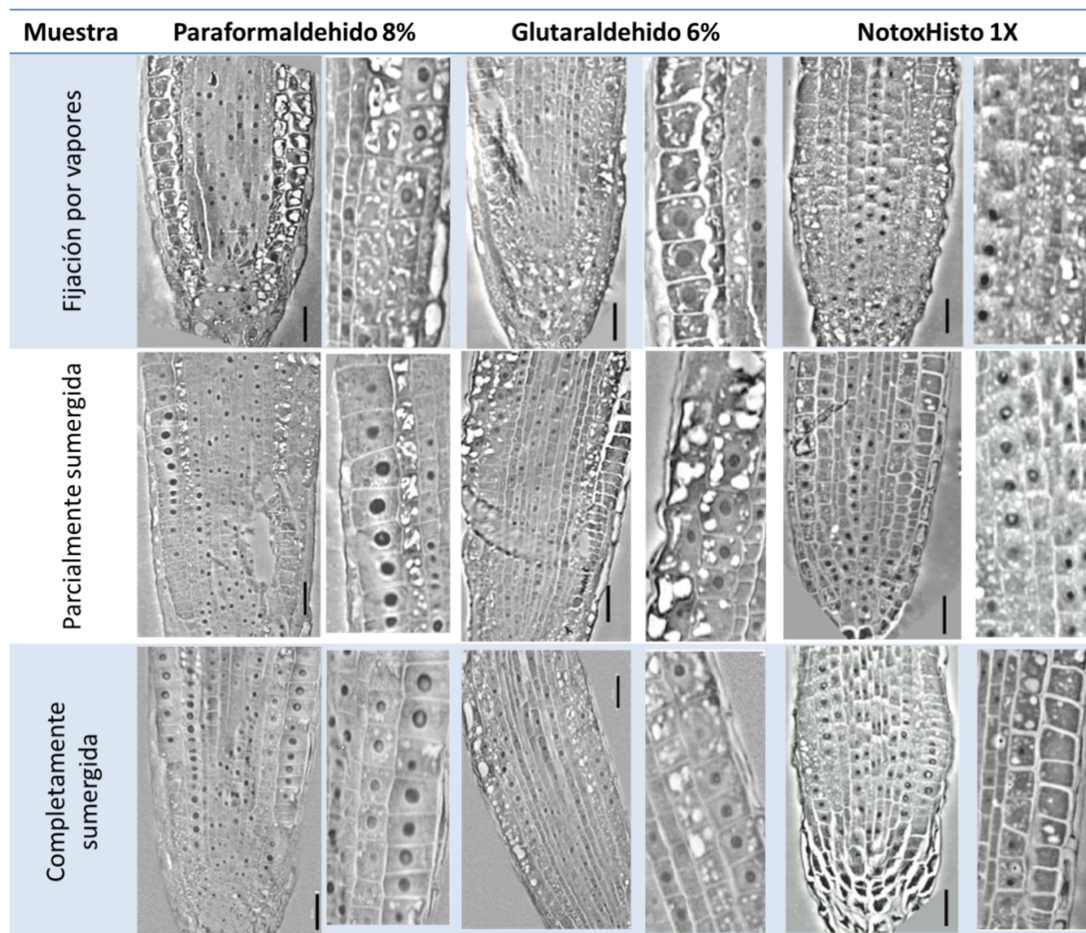 Muestra Paraformaldehido 8% Glutaraldehido 6% NotoxHisto 1X
Fijación por vapores
Parcialmente sumergida
Completamente
sumergida